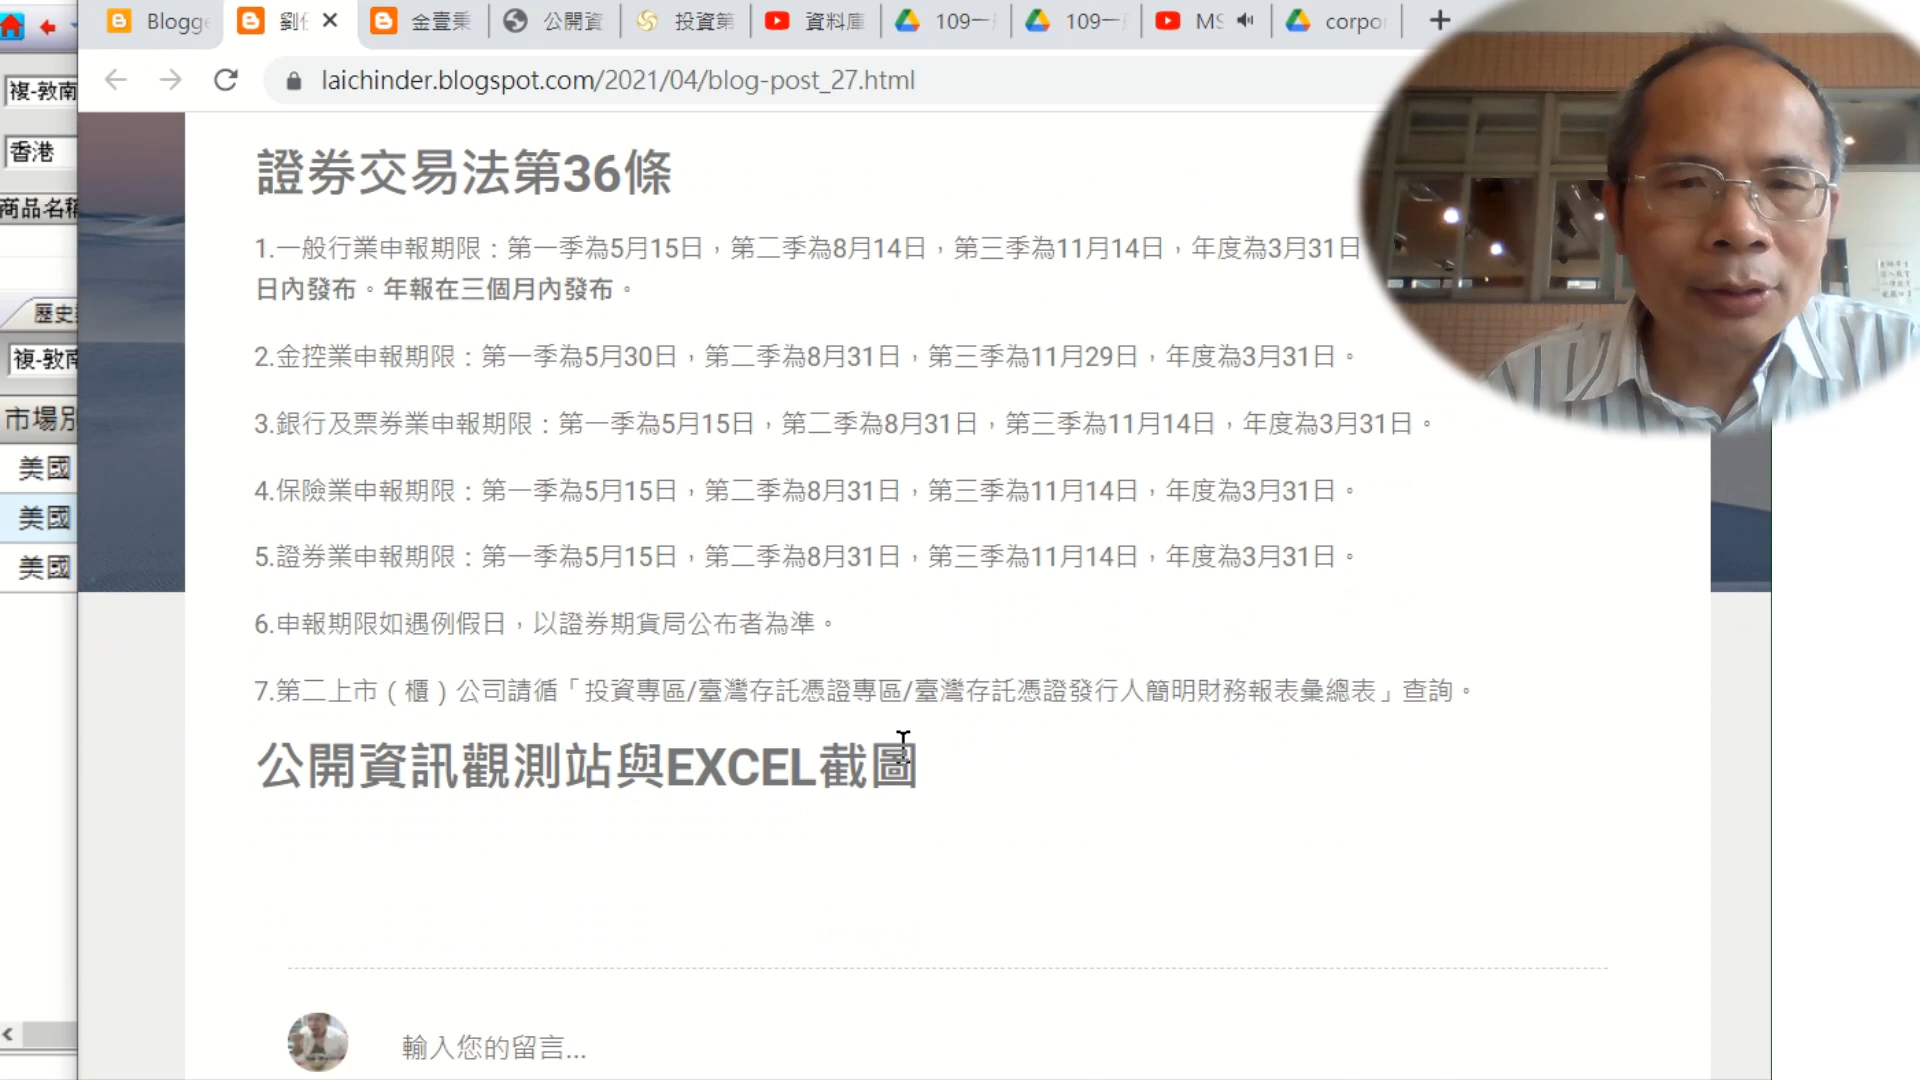 Blogge
劉
金壹秉
公開資
投資第
資料庫
109一
109一
MS
corpo
laichinder.blogspot.com/2021/04/blog-post_27.html
複-敦南
香港
商品名稱
歷史
複-敦南
市場別
美國
美國
美國
證券交易法第36條
1.一般行業申報期限：第一季為5月15日，第二季為8月14日，第三季為11月14日，年度為3月31日
日內發布。年報在三個月內發布。
2.金控業申報期限：第一季為5月30日，第二季為8月31日，第三季為11月29日，年度為3月31日。
3.銀行及票券業申報期限：第一季為5月15日，第二季為8月31日，第三季為11月14日，年度為3月31日。
4.保險業申報期限：第一季為5月15日，第二季為8月31日，第三季為11月14日，年度為3月31日。
5.證券業申報期限：第一季為5月15日，第二季為8月31日，第三季為11月14日，年度為3月31日。
6.申報期限如遇例假日，以證券期貨局公布者為準。
7.第二上市（櫃）公司請循「投資專區/臺灣存託憑證專區/臺灣存託憑證發行人簡明財務報表彙總表」查詢。
公開資訊觀測站與EXCEL截圖
輸入您的留言...